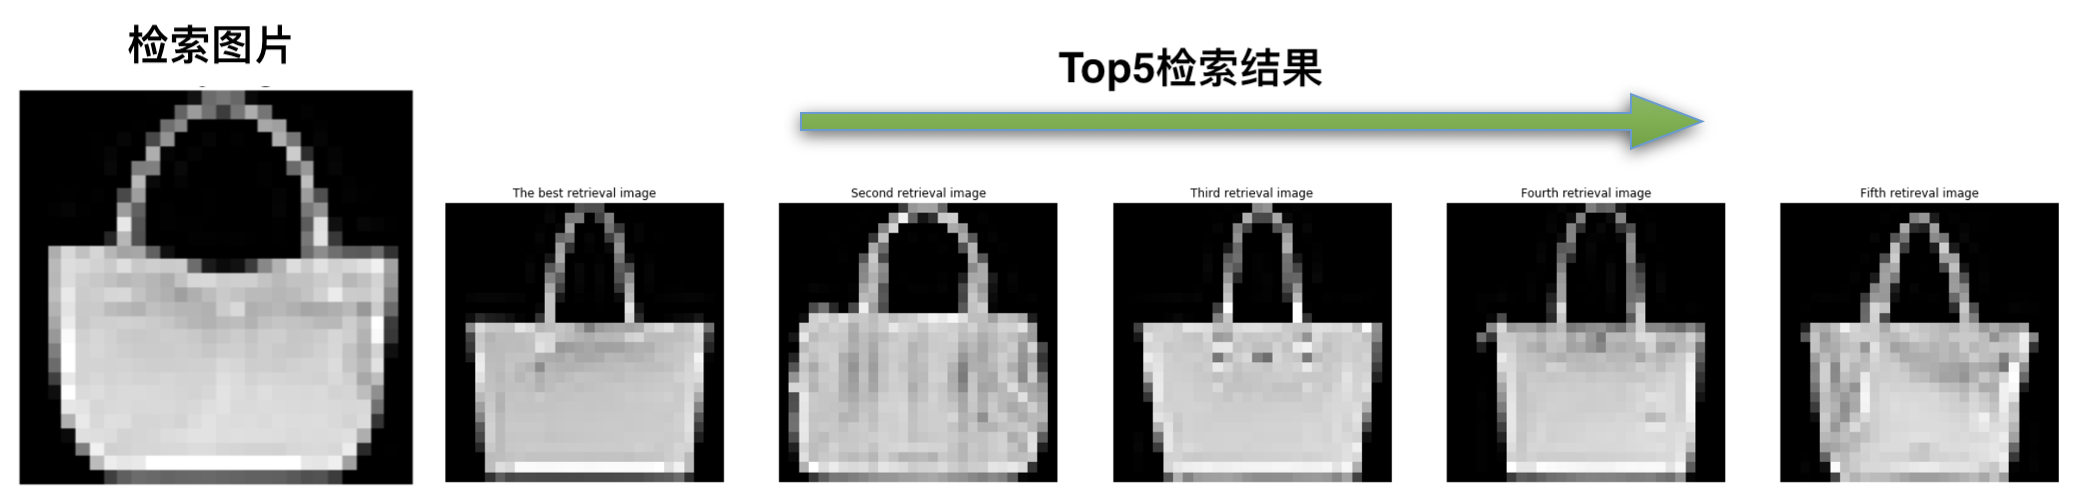 检索图片
Top5检索结果
The best retrieval image
Second retrieval image
Third retrieval image
Fourth retrieval image
Fifth retireval image